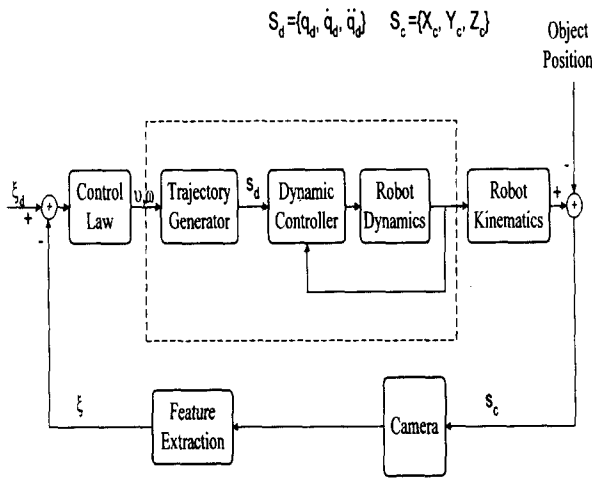 S_d={q_d, q̇_d, q̈_d} S_c={X_c, Y_c, Z_c}
Object
Position
ξ_d
+
-
+
Control
Law
υ,ω
Trajectory
Generator
S_d
Dynamic
Controller
Robot
Dynamics
Robot
Kinematics
+
-
+
ξ
Feature
Extraction
Camera
S_c